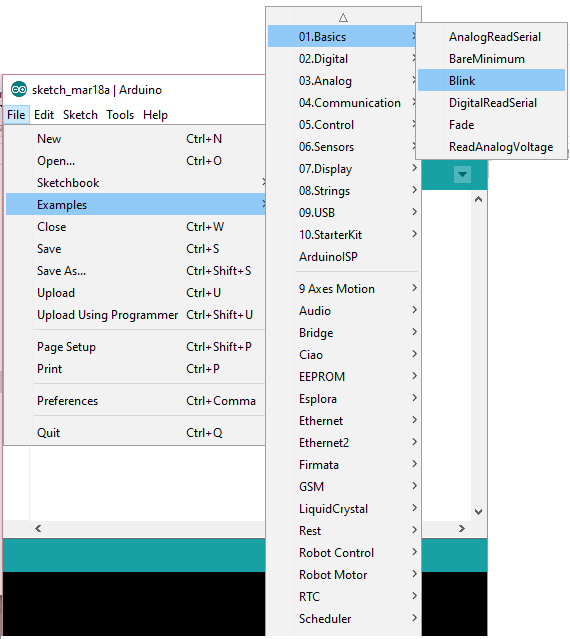 sketch_mar18a | Arduino
File Edit Sketch Tools Help
New Ctrl+N
Open... Ctrl+O
Sketchbook
Examples
Close Ctrl+W
Save Ctrl+S
Save As... Ctrl+Shift+S
Upload Ctrl+U
Upload Using Programmer Ctrl+Shift+U
Page Setup Ctrl+Shift+P
Print Ctrl+P
Preferences Ctrl+Comma
Quit Ctrl+Q
01.Basics
02.Digital
03.Analog
04.Communication
05.Control
06.Sensors
07.Display
08.Strings
09.USB
10.StarterKit
ArduinoISP
9 Axes Motion
Audio
Bridge
Ciao
EEPROM
Esplora
Ethernet
Ethernet2
Firmata
GSM
LiquidCrystal
Rest
Robot Control
Robot Motor
RTC
Scheduler
AnalogReadSerial
BareMinimum
Blink
DigitalReadSerial
Fade
ReadAnalogVoltage